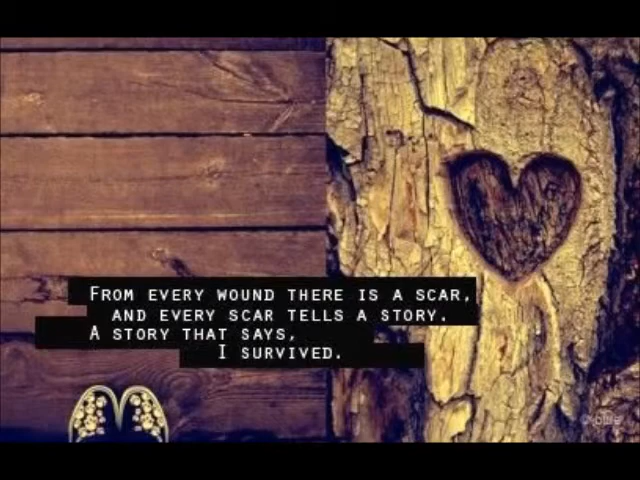 FROM EVERY WOUND THERE IS A SCAR,
AND EVERY SCAR TELLS A STORY.
A STORY THAT SAYS,
I SURVIVED.